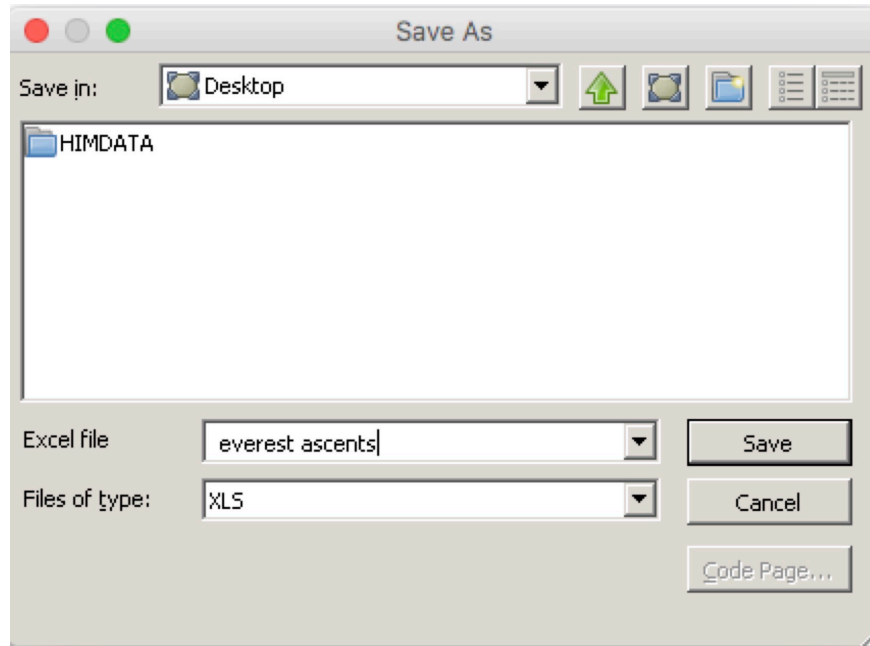 Save As
Save in: Desktop
HIMDATA
Excel file everest ascents Save
Files of type: XLS Cancel
Code Page...